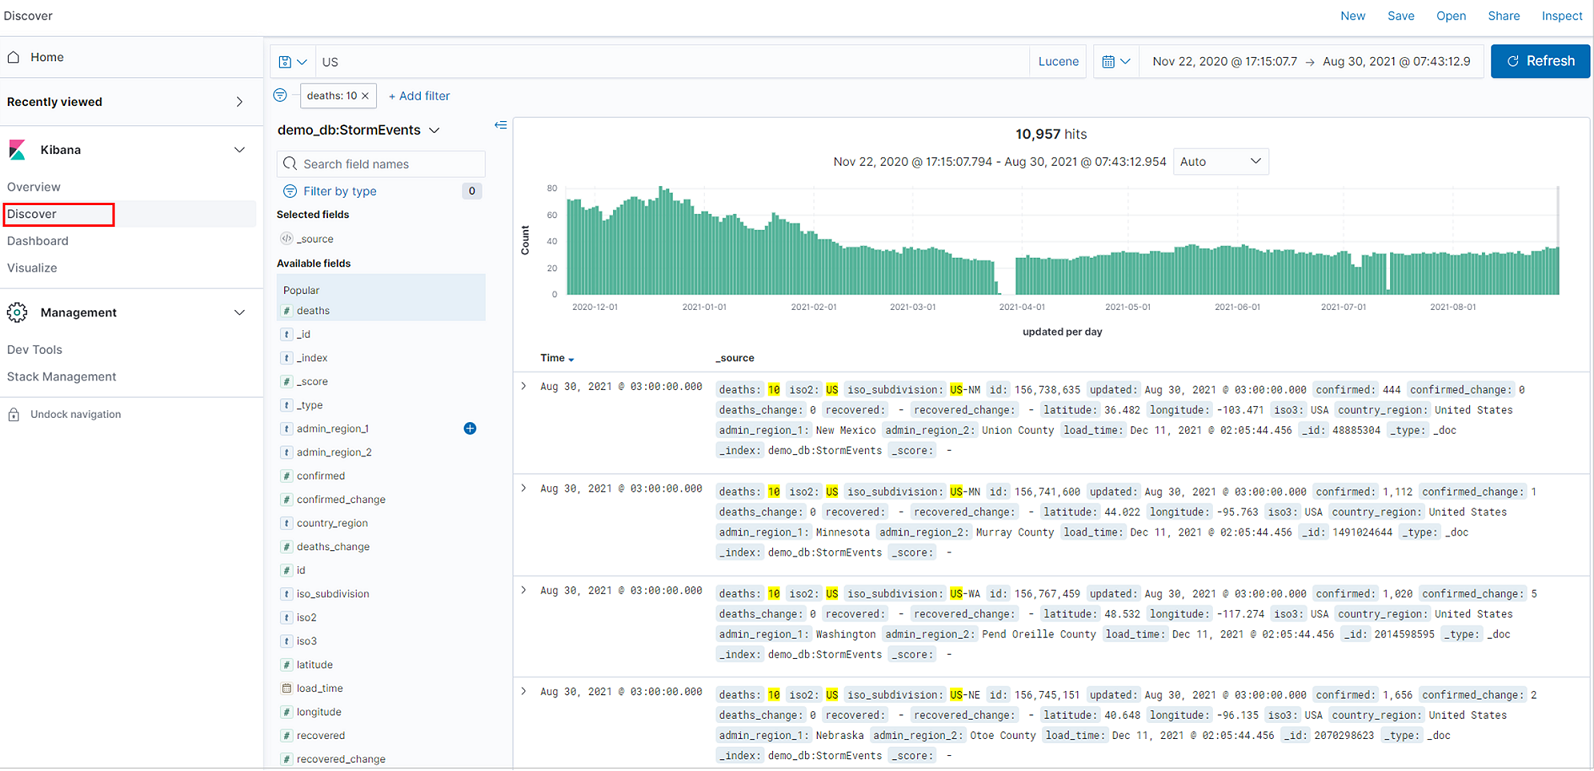 Discover
New Save Open Share Inspect
Home
Recently viewed
Kibana
Overview
Discover
Dashboard
Visualize
Management
Dev Tools
Stack Management
Undock navigation
US
Lucene
Nov 22, 2020 @ 17:15:07.7 → Aug 30, 2021 @ 07:43:12.9
Refresh
deaths: 10 ×
+ Add filter
demo_db:StormEvents
Search field names
Filter by type 0
Selected fields
_source
Available fields
Popular
# deaths
t _id
t _index
# _score
t _type
t admin_region_1
t admin_region_2
# confirmed
# confirmed_change
t country_region
# deaths_change
# id
t iso_subdivision
t iso2
t iso3
# latitude
load_time
# longitude
# recovered
# recovered_change
10,957 hits
Nov 22, 2020 @ 17:15:07.794 - Aug 30, 2021 @ 07:43:12.954 Auto
Count
80
60
40
20
0
2020-12-01 2021-01-01 2021-02-01 2021-03-01 2021-04-01 2021-05-01 2021-06-01 2021-07-01 2021-08-01
updated per day
Time _source
Aug 30, 2021 @ 03:00:00.000 deaths: 10 iso2: US iso_subdivision: US-NM id: 156,738,635 updated: Aug 30, 2021 @ 03:00:00.000 confirmed: 444 confirmed_change: 0
deaths_change: 0 recovered: - recovered_change: - latitude: 36.482 longitude: -103.471 iso3: USA country_region: United States
admin_region_1: New Mexico admin_region_2: Union County load_time: Dec 11, 2021 @ 02:05:44.456 _id: 48885304 _type: _doc
_index: demo_db:StormEvents _score: -
Aug 30, 2021 @ 03:00:00.000 deaths: 10 iso2: US iso_subdivision: US-MN id: 156,741,600 updated: Aug 30, 2021 @ 03:00:00.000 confirmed: 1,112 confirmed_change: 1
deaths_change: 0 recovered: - recovered_change: - latitude: 44.022 longitude: -95.763 iso3: USA country_region: United States
admin_region_1: Minnesota admin_region_2: Murray County load_time: Dec 11, 2021 @ 02:05:44.456 _id: 1491024644 _type: _doc
_index: demo_db:StormEvents _score: -
Aug 30, 2021 @ 03:00:00.000 deaths: 10 iso2: US iso_subdivision: US-WA id: 156,767,459 updated: Aug 30, 2021 @ 03:00:00.000 confirmed: 1,020 confirmed_change: 5
deaths_change: 0 recovered: - recovered_change: - latitude: 48.532 longitude: -117.274 iso3: USA country_region: United States
admin_region_1: Washington admin_region_2: Pend Oreille County load_time: Dec 11, 2021 @ 02:05:44.456 _id: 2014598595 _type: _doc
_index: demo_db:StormEvents _score: -
Aug 30, 2021 @ 03:00:00.000 deaths: 10 iso2: US iso_subdivision: US-NE id: 156,745,151 updated: Aug 30, 2021 @ 03:00:00.000 confirmed: 1,656 confirmed_change: 2
deaths_change: 0 recovered: - recovered_change: - latitude: 40.648 longitude: -96.135 iso3: USA country_region: United States
admin_region_1: Nebraska admin_region_2: Otoe County load_time: Dec 11, 2021 @ 02:05:44.456 _id: 2070298623 _type: _doc
_index: demo_db:StormEvents _score: -